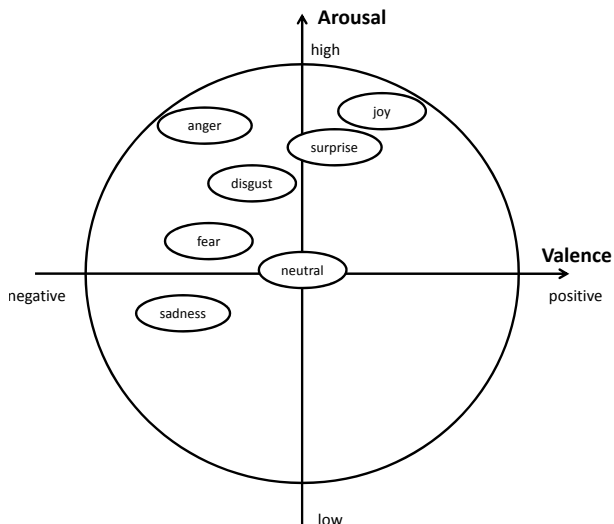 Arousal
high
joy
anger
surprise
disgust
fear
Valence
neutral
negative
positive
sadness
low